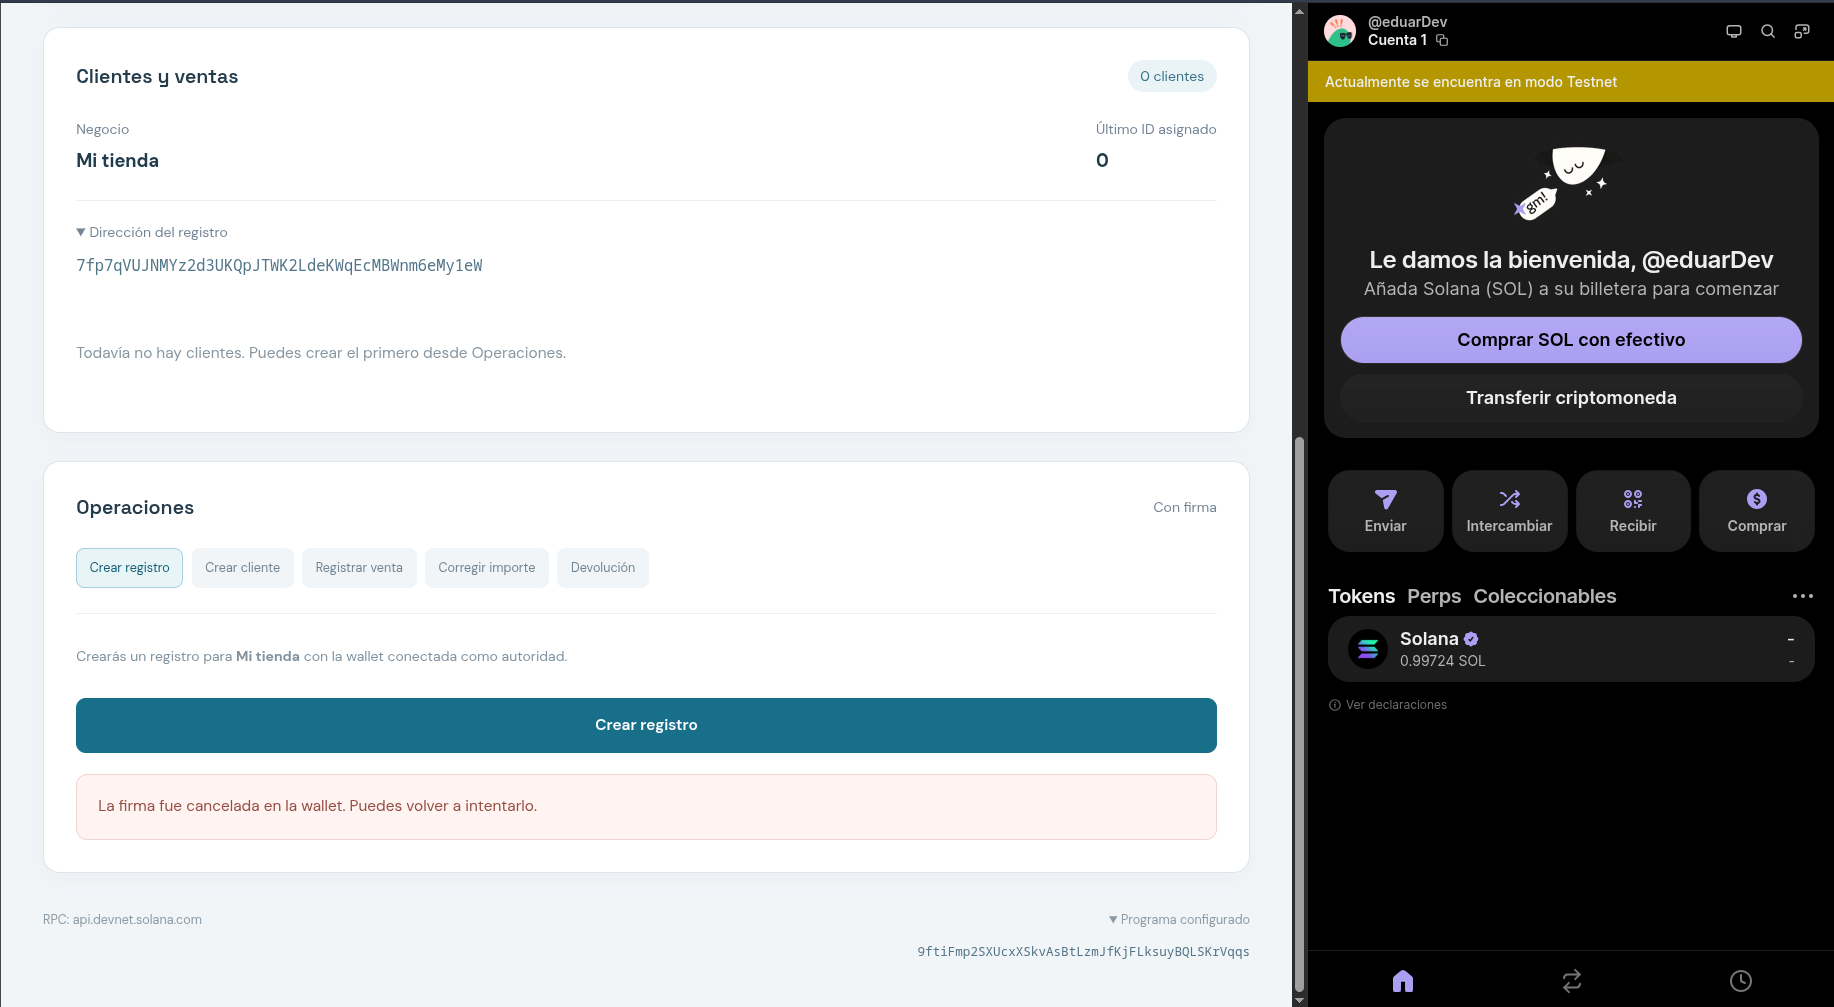 Clientes y ventas
0 clientes
Negocio
Mi tienda
Último ID asignado
0
Dirección del registro
7fp7qVUJNMYz2d3UKQpJTWK2LdeKWqEcMBWnm6eMy1eW
Todavía no hay clientes. Puedes crear el primero desde Operaciones.
Operaciones
Con firma
Crear registro
Crear cliente
Registrar venta
Corregir importe
Devolución
Crearás un registro para Mi tienda con la wallet conectada como autoridad.
Crear registro
La firma fue cancelada en la wallet. Puedes volver a intentarlo.
RPC: api.devnet.solana.com
Programa configurado
9ftiFmp2SXUcxXSkvAsBtLzmJfKjFLksuyBQLSKrVqqs
@eduarDev
Cuenta 1
Actualmente se encuentra en modo Testnet
gm!
Le damos la bienvenida, @eduarDev
Añada Solana (SOL) a su billetera para comenzar
Comprar SOL con efectivo
Transferir criptomoneda
Enviar
Intercambiar
Recibir
Comprar
Tokens
Perps
Coleccionables
Solana
-
0.99724 SOL
-
Ver declaraciones